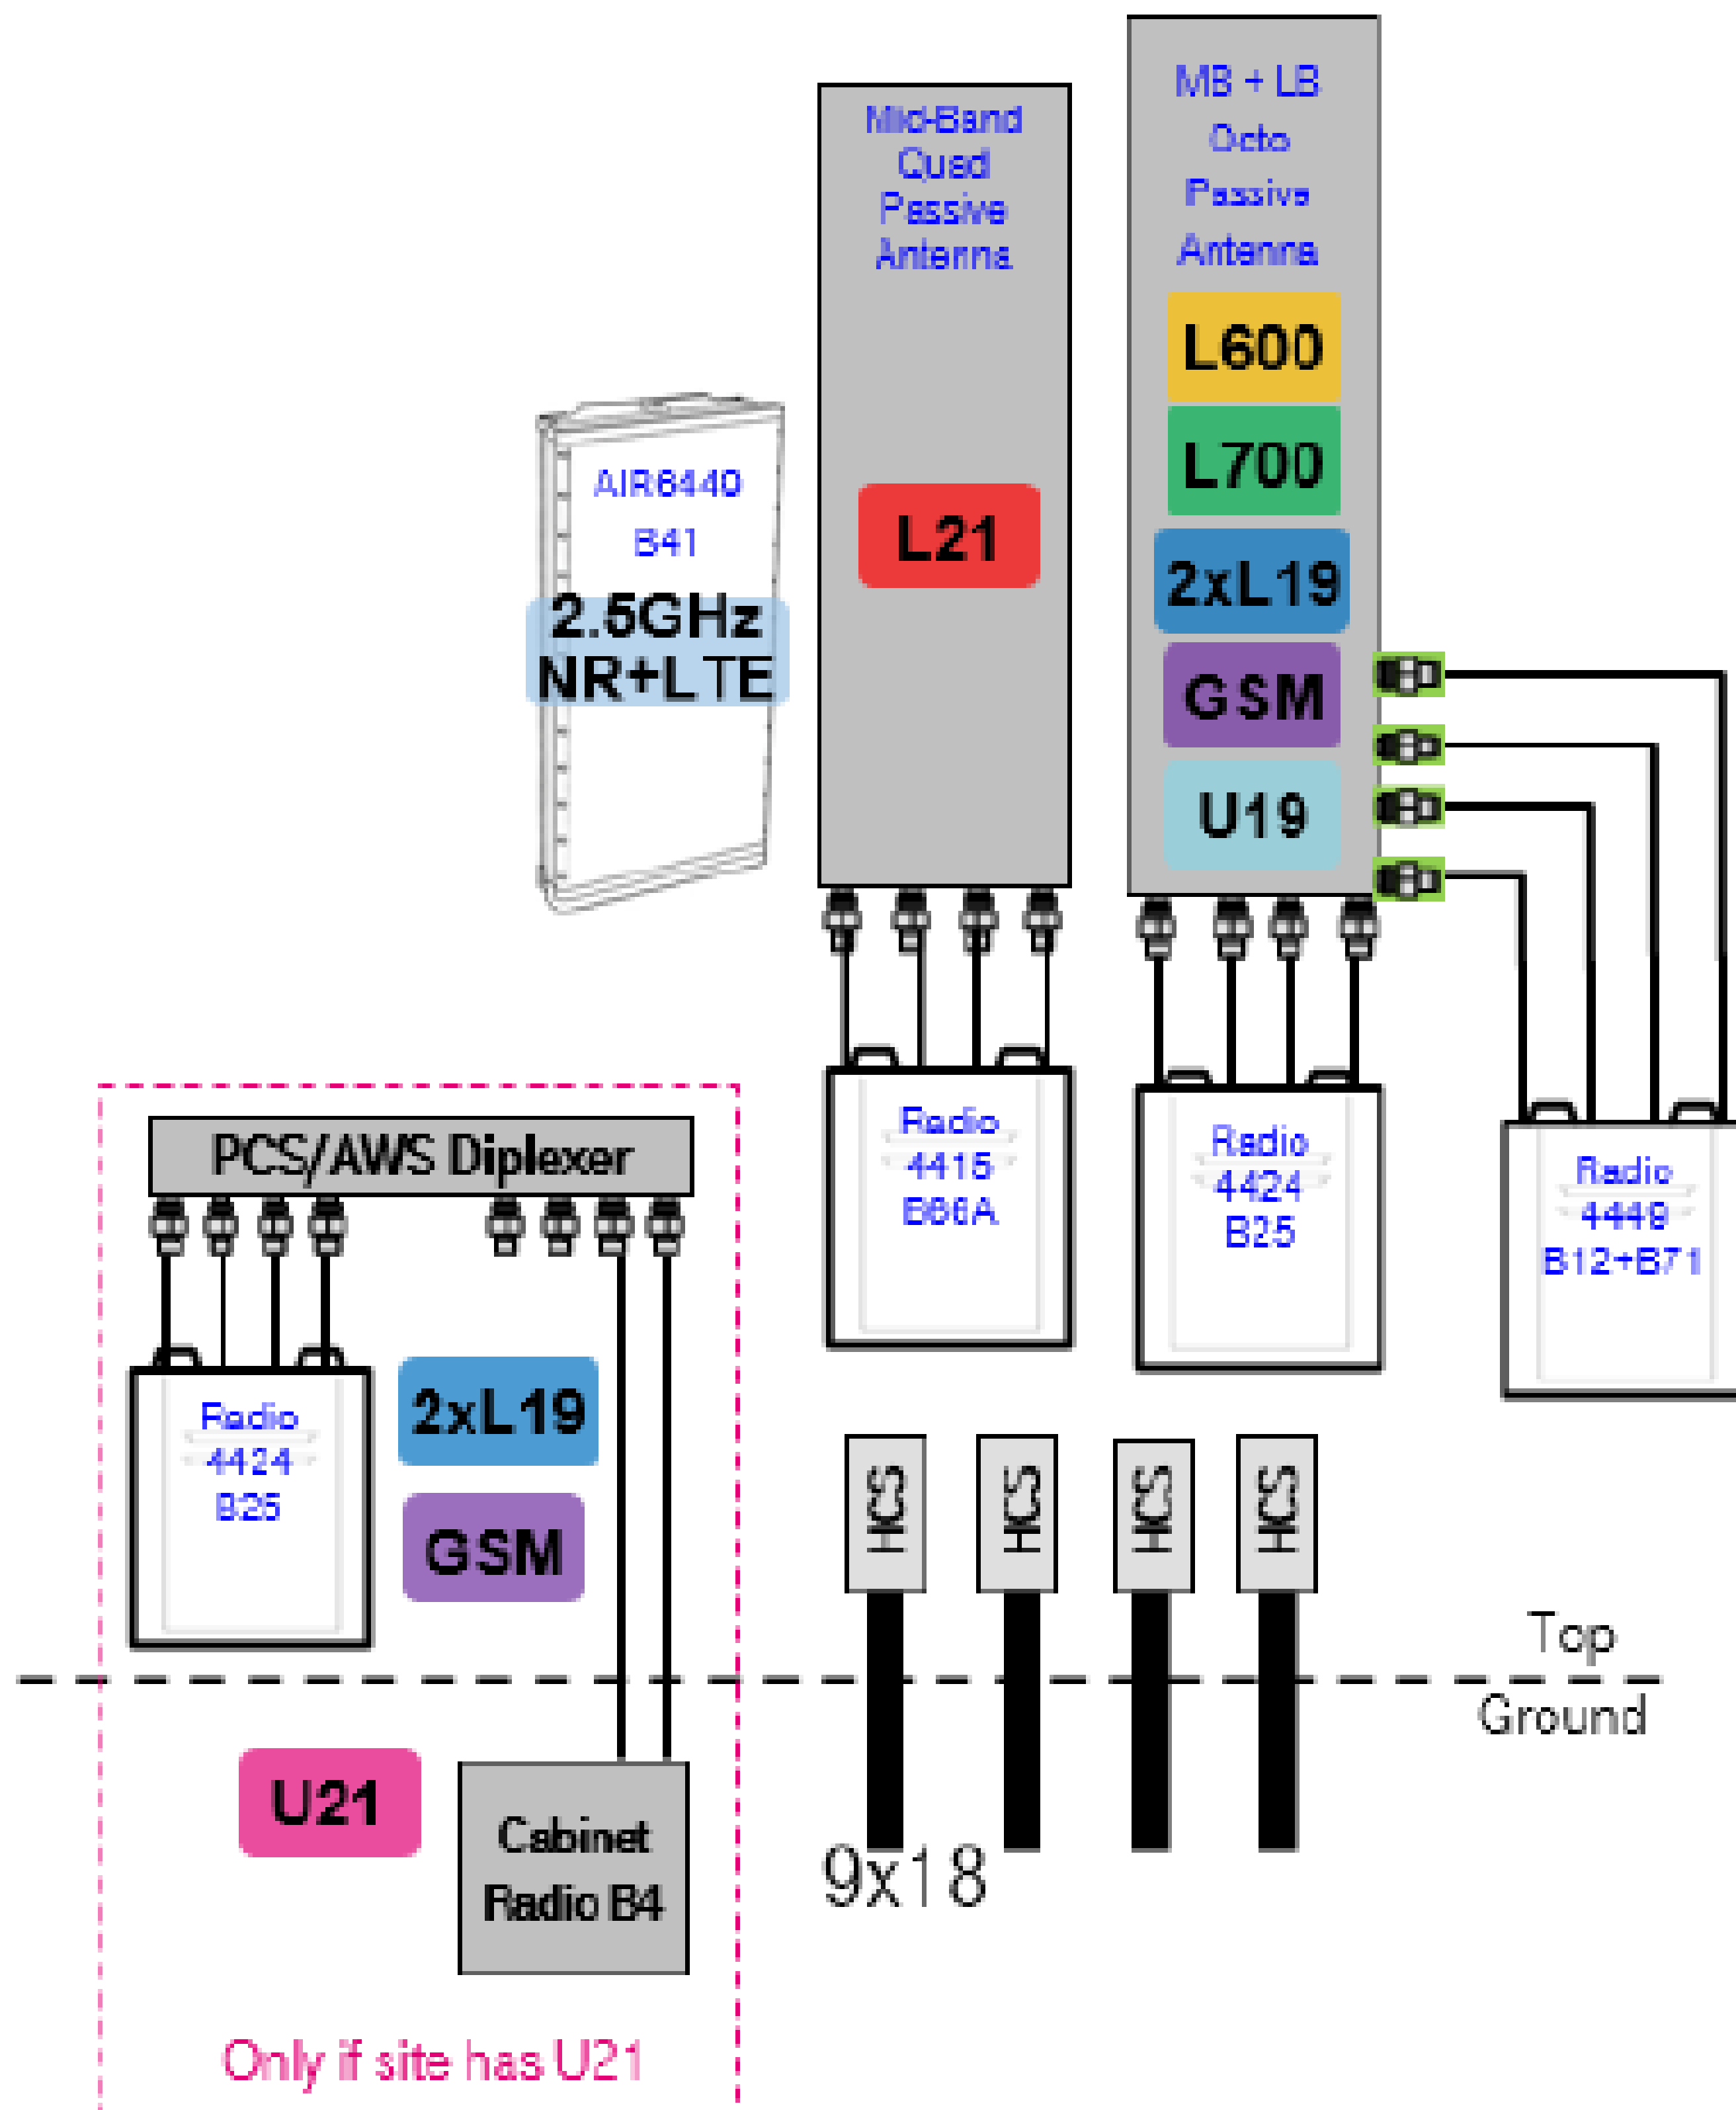 Mid-Band
Quad
Passive
Antenna
L21
MB + LB
Octo
Passive
Antenna
L600
L700
2xL19
GSM
U19
AIR6440
B41
2.5GHz
NR+LTE
PCS/AWS Diplexer
Radio
4424
B25
2xL19
GSM
Radio
4415
B66A
Radio
4424
B25
Radio
4449
B12+B71
HCS
HCS
HCS
HCS
Top
Ground
U21
Cabinet
Radio B4
9x18
Only if site has U21